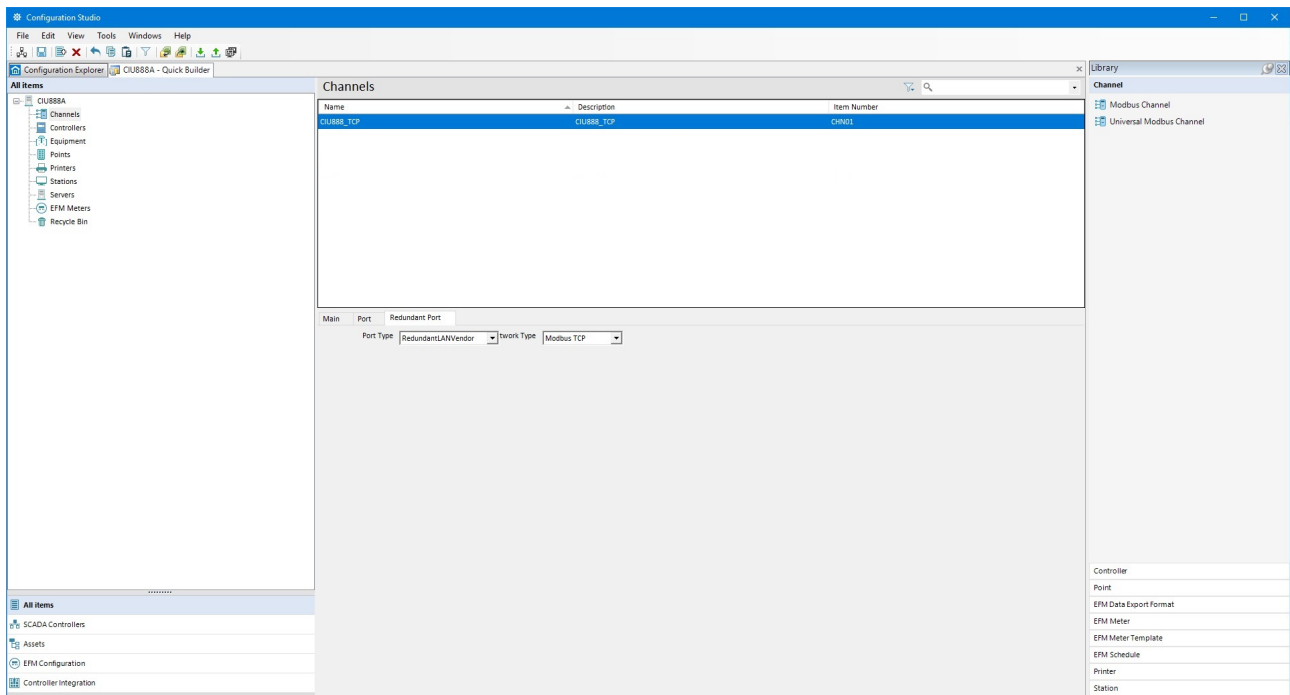 Configuration Studio
File Edit View Tools Windows Help
Configuration Explorer CIU888A - Quick Builder
All items
CIU888A
Channels
Controllers
Equipment
Points
Printers
Stations
Servers
EFM Meters
Recycle Bin
All items
SCADA Controllers
Assets
EFM Configuration
Controller Integration
Channels
Name Description Item Number
CIU888_TCP CIU888_TCP CHN01
Main Port Redundant Port
Port Type RedundantLANVendor twork Type Modbus TCP
Library
Channel
Modbus Channel
Universal Modbus Channel
Controller
Point
EFM Data Export Format
EFM Meter
EFM Meter Template
EFM Schedule
Printer
Station